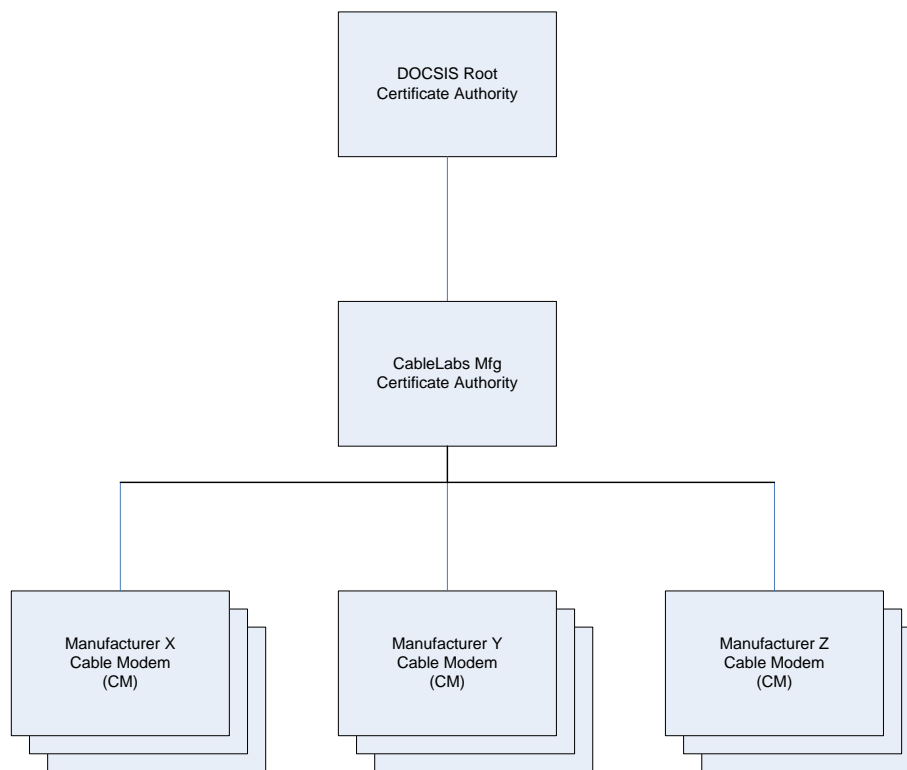 DOCSIS Root
Certificate Authority
CableLabs Mfg
Certificate Authority
Manufacturer X
Cable Modem
(CM)
Manufacturer Y
Cable Modem
(CM)
Manufacturer Z
Cable Modem
(CM)